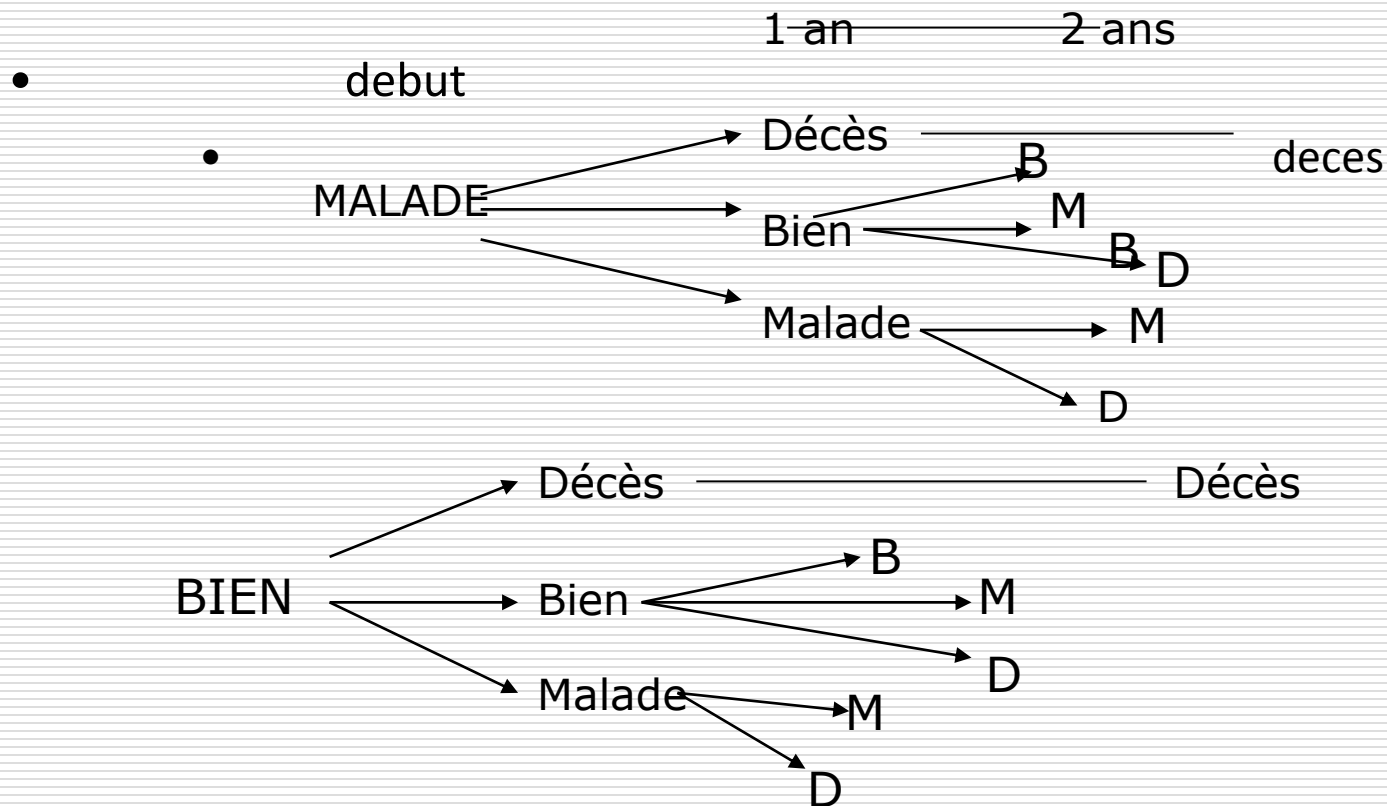 1 an 2 ans
• debut
•
Décès deces
B
MALADE
M
Bien
B
D
Malade M
D
Décès Décès
B
BIEN Bien M
D
Malade M
D